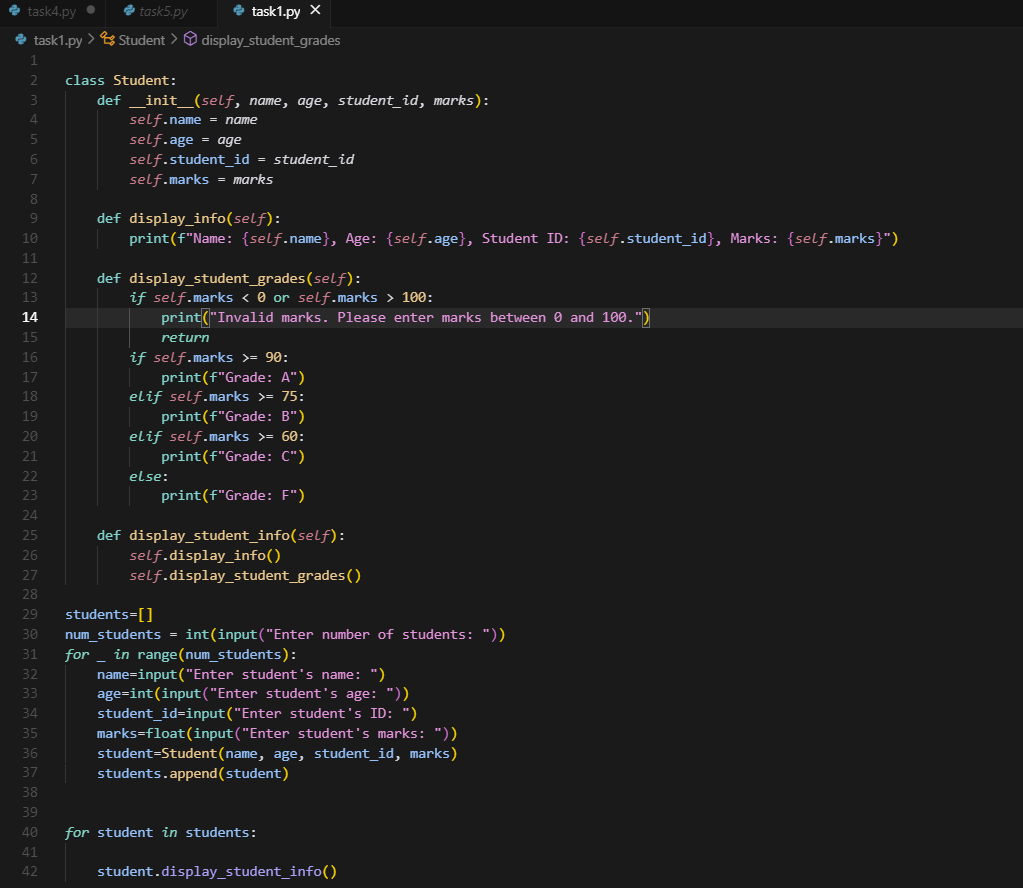 task4.py task5.py task1.py
task1.py > Student > display_student_grades
1
2 class Student:
3     def __init__(self, name, age, student_id, marks):
4         self.name = name
5         self.age = age
6         self.student_id = student_id
7         self.marks = marks
8
9     def display_info(self):
10         print(f"Name: {self.name}, Age: {self.age}, Student ID: {self.student_id}, Marks: {self.marks}")
11
12     def display_student_grades(self):
13         if self.marks < 0 or self.marks > 100:
14             print("Invalid marks. Please enter marks between 0 and 100.")
15             return
16         if self.marks >= 90:
17             print(f"Grade: A")
18         elif self.marks >= 75:
19             print(f"Grade: B")
20         elif self.marks >= 60:
21             print(f"Grade: C")
22         else:
23             print(f"Grade: F")
24
25     def display_student_info(self):
26         self.display_info()
27         self.display_student_grades()
28
29 students=[]
30 num_students = int(input("Enter number of students: "))
31 for _ in range(num_students):
32     name=input("Enter student's name: ")
33     age=int(input("Enter student's age: "))
34     student_id=input("Enter student's ID: ")
35     marks=float(input("Enter student's marks: "))
36     student=Student(name, age, student_id, marks)
37     students.append(student)
38
39
40 for student in students:
41
42     student.display_student_info()